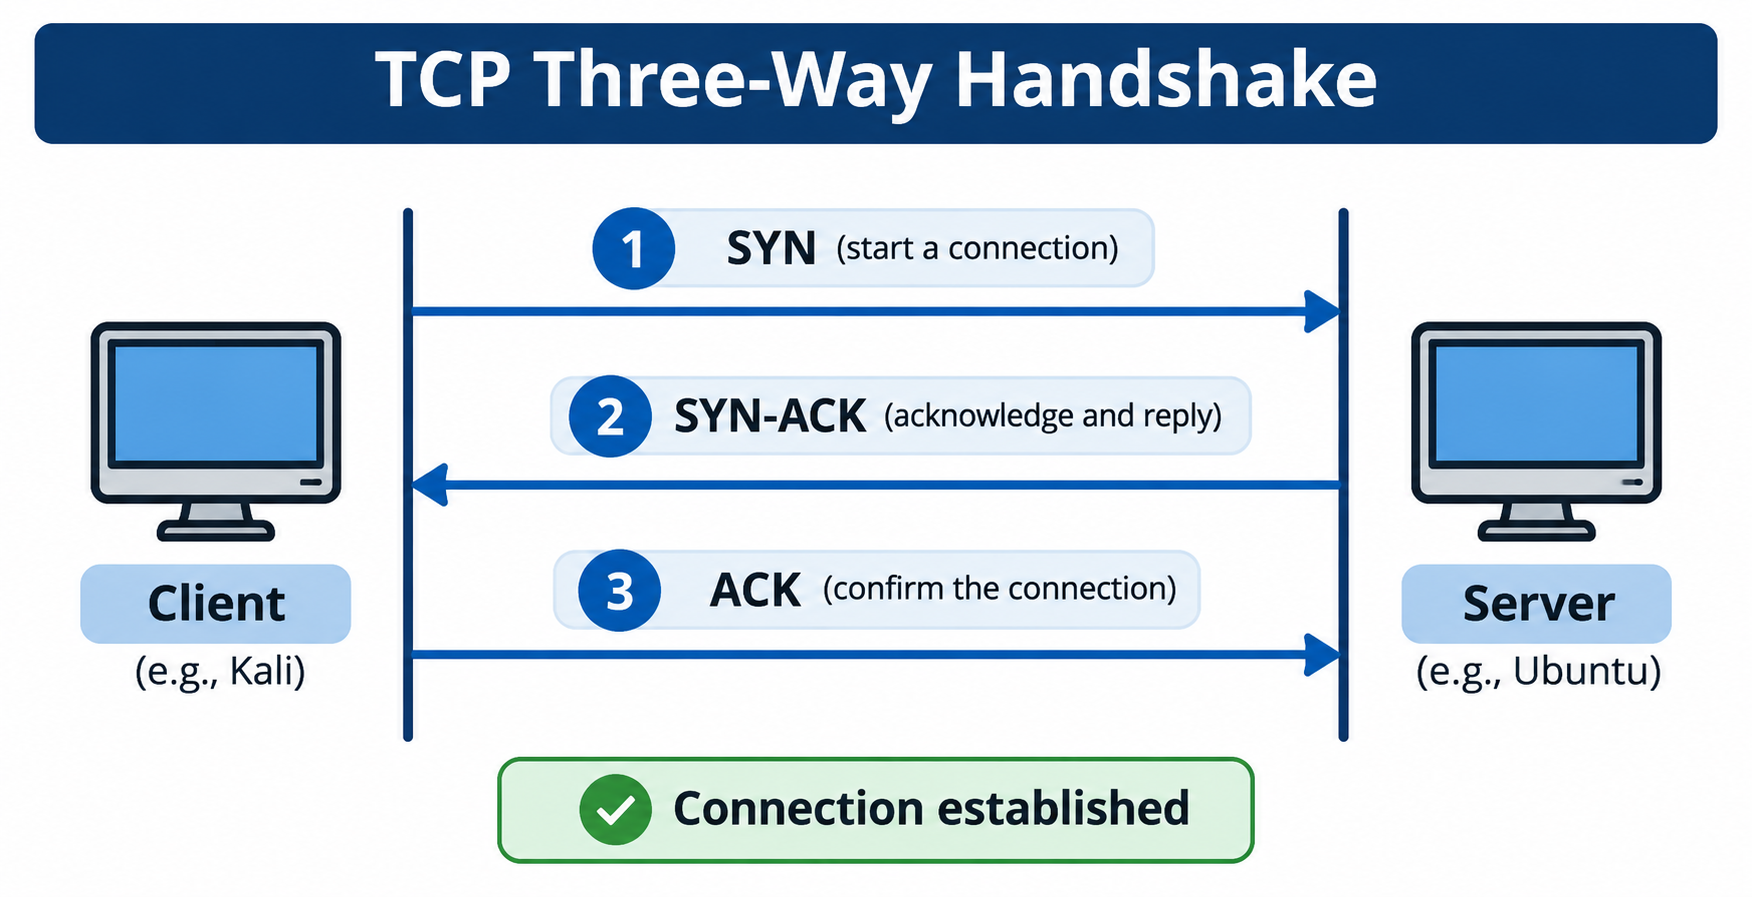 TCP Three-Way Handshake
1 SYN (start a connection)
2 SYN-ACK (acknowledge and reply)
3 ACK (confirm the connection)
Client
(e.g., Kali)
Server
(e.g., Ubuntu)
Connection established